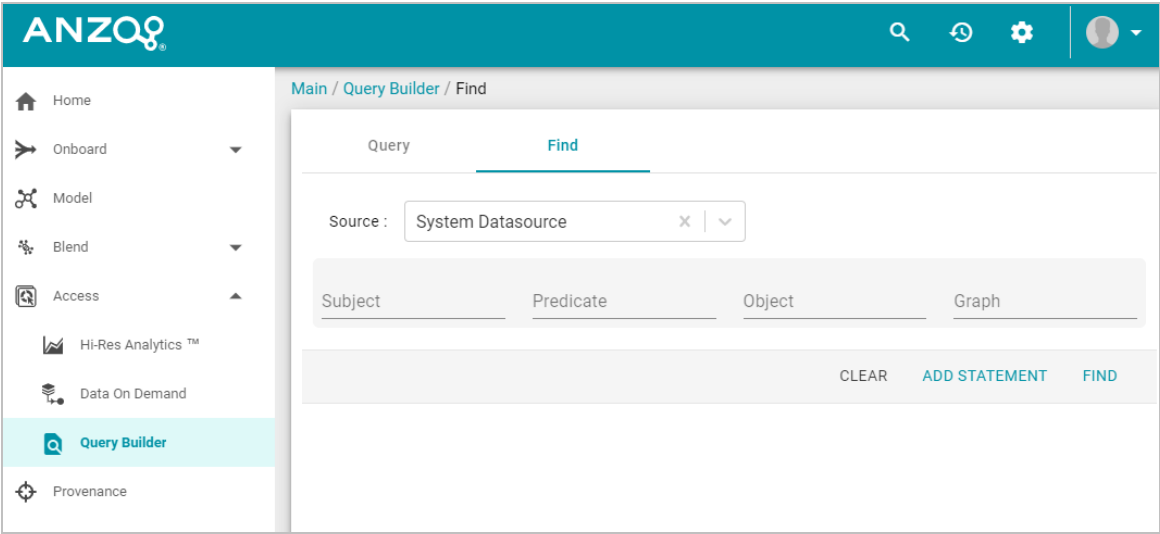 ANZO®
Main / Query Builder / Find
Home
Onboard
Model
Blend
Access
Hi-Res Analytics ™
Data On Demand
Query Builder
Provenance
Query Find
Source : System Datasource
Subject Predicate Object Graph
CLEAR ADD STATEMENT FIND